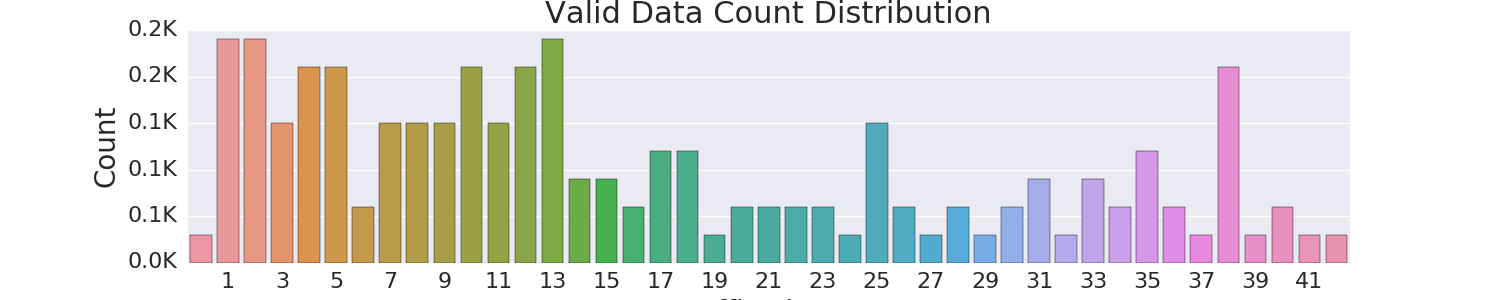 Valid Data Count Distribution
0.2K
0.2K
0.1K
0.1K
0.1K
0.0K
Count
1 3 5 7 9 11 13 15 17 19 21 23 25 27 29 31 33 35 37 39 41